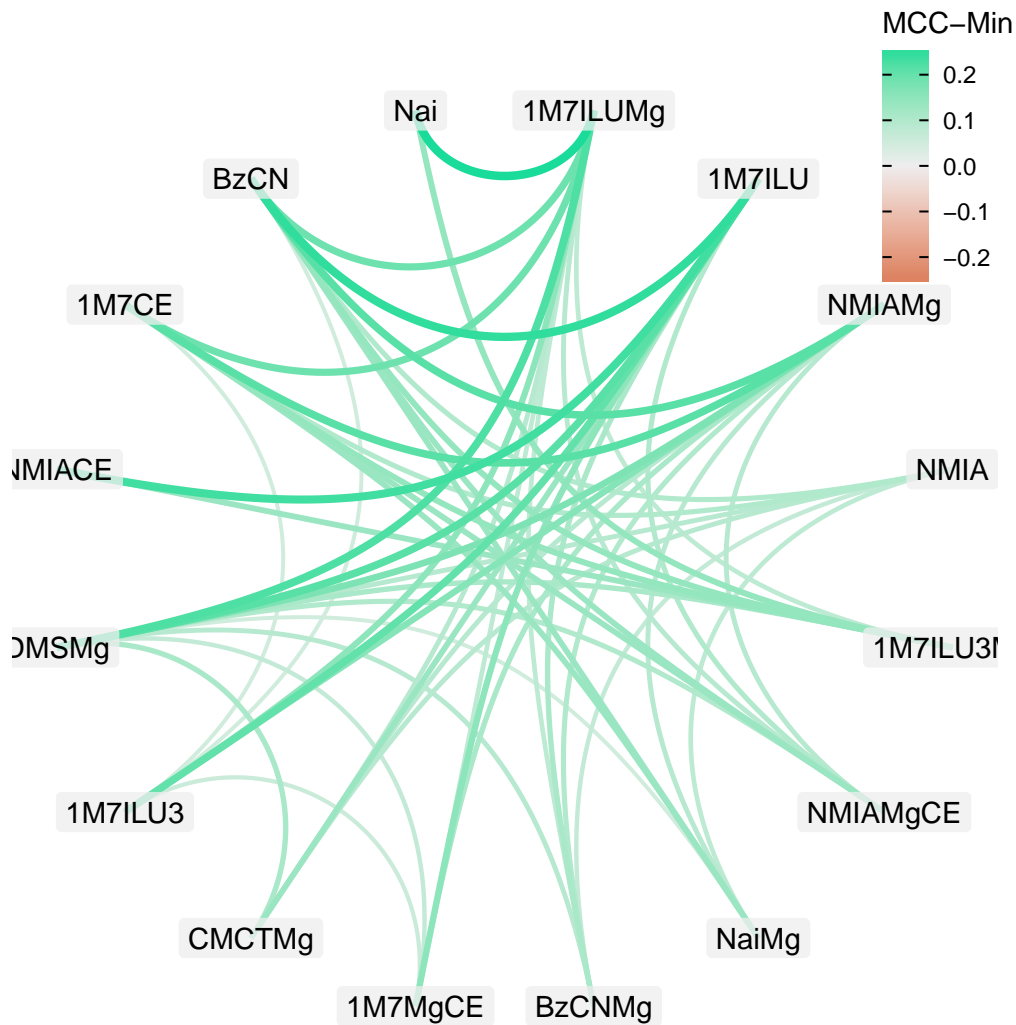 MCC−Min
0.2
0.1
0.0
−0.1
−0.2
Nai
1M7ILUMg
BzCN
1M7ILU
1M7CE
NMIAMg
NMIACE
NMIA
DMSMg
1M7ILU3
1M7ILU3
NMIAMgCE
CMCTMg
NaiMg
1M7MgCE
BzCNMg